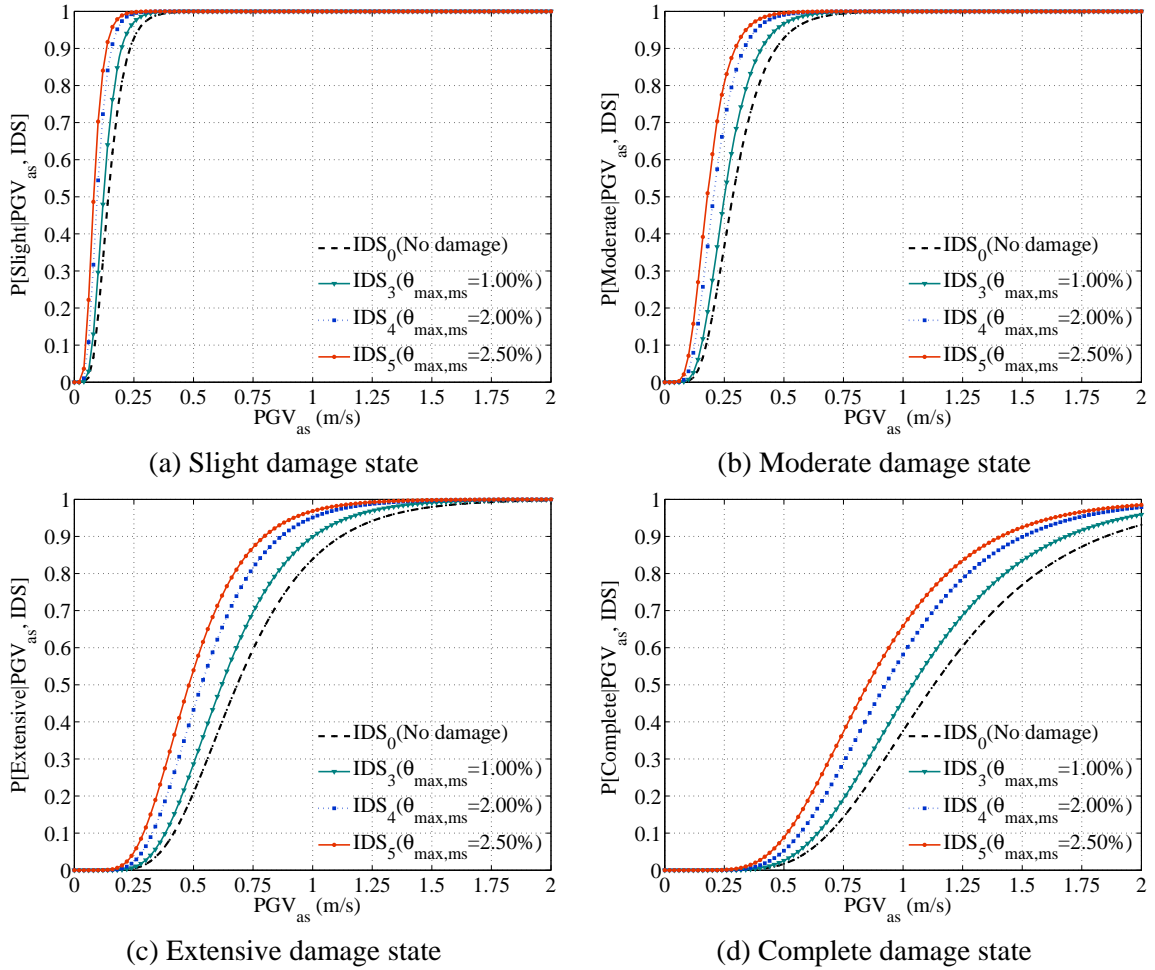 1
0.9
0.8
0.7
0.6
0.5
0.4
0.3
0.2
0.1
0
P[Slight|PGV_as, IDS]
IDS_0(No damage)
IDS_3(θ_max,ms=1.00%)
IDS_4(θ_max,ms=2.00%)
IDS_5(θ_max,ms=2.50%)
0 0.25 0.5 0.75 1 1.25 1.5 1.75 2
PGV_as (m/s)
(a) Slight damage state
1
0.9
0.8
0.7
0.6
0.5
0.4
0.3
0.2
0.1
0
P[Moderate|PGV_as, IDS]
IDS_0(No damage)
IDS_3(θ_max,ms=1.00%)
IDS_4(θ_max,ms=2.00%)
IDS_5(θ_max,ms=2.50%)
0 0.25 0.5 0.75 1 1.25 1.5 1.75 2
PGV_as (m/s)
(b) Moderate damage state
1
0.9
0.8
0.7
0.6
0.5
0.4
0.3
0.2
0.1
0
P[Extensive|PGV_as, IDS]
IDS_0(No damage)
IDS_3(θ_max,ms=1.00%)
IDS_4(θ_max,ms=2.00%)
IDS_5(θ_max,ms=2.50%)
0 0.25 0.5 0.75 1 1.25 1.5 1.75 2
PGV_as (m/s)
(c) Extensive damage state
1
0.9
0.8
0.7
0.6
0.5
0.4
0.3
0.2
0.1
0
P[Complete|PGV_as, IDS]
IDS_0(No damage)
IDS_3(θ_max,ms=1.00%)
IDS_4(θ_max,ms=2.00%)
IDS_5(θ_max,ms=2.50%)
0 0.25 0.5 0.75 1 1.25 1.5 1.75 2
PGV_as (m/s)
(d) Complete damage state